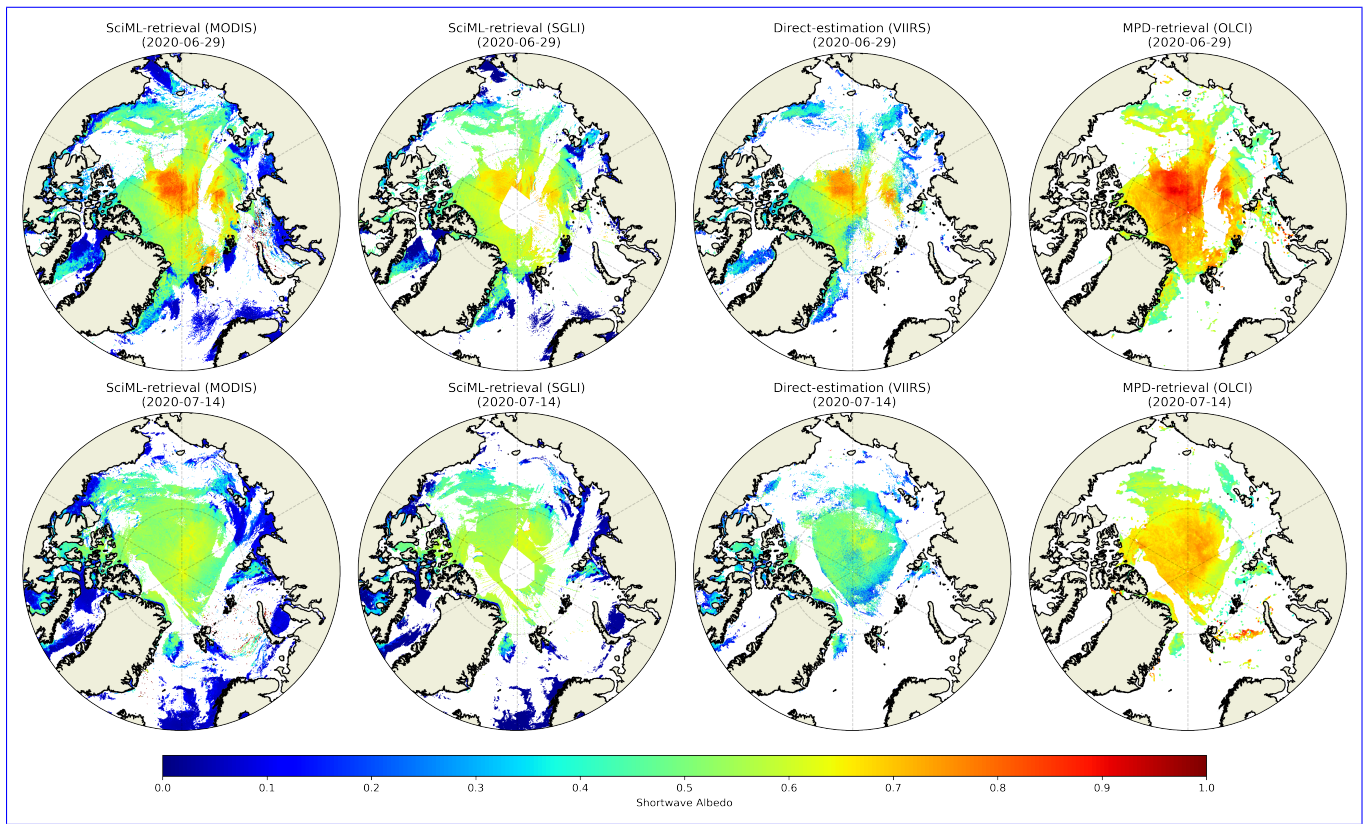 SciML-retrieval (MODIS)
(2020-06-29)
SciML-retrieval (SGLI)
(2020-06-29)
Direct-estimation (VIIRS)
(2020-06-29)
MPD-retrieval (OLCI)
(2020-06-29)
SciML-retrieval (MODIS)
(2020-07-14)
SciML-retrieval (SGLI)
(2020-07-14)
Direct-estimation (VIIRS)
(2020-07-14)
MPD-retrieval (OLCI)
(2020-07-14)
0.0 0.1 0.2 0.3 0.4 0.5 0.6 0.7 0.8 0.9 1.0
Shortwave Albedo